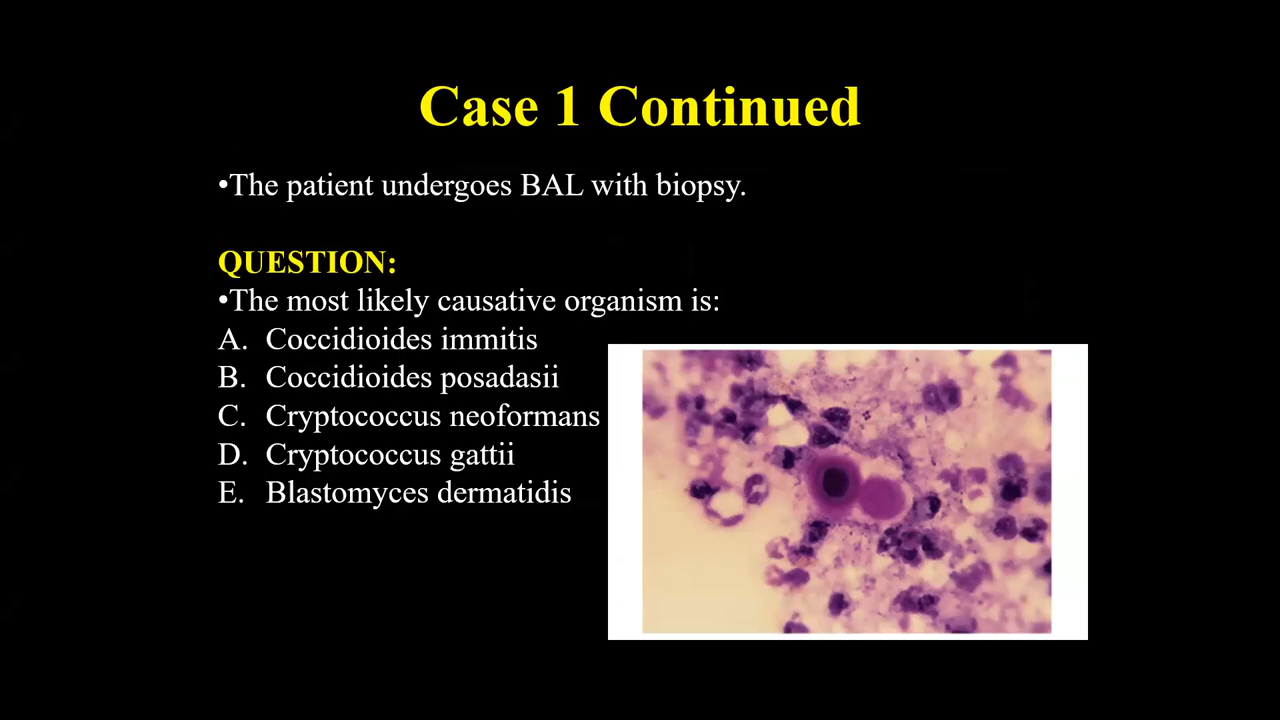 Case 1 Continued
•The patient undergoes BAL with biopsy.
QUESTION:
•The most likely causative organism is:
A. Coccidioides immitis
B. Coccidioides posadasii
C. Cryptococcus neoformans
D. Cryptococcus gattii
E. Blastomyces dermatidis